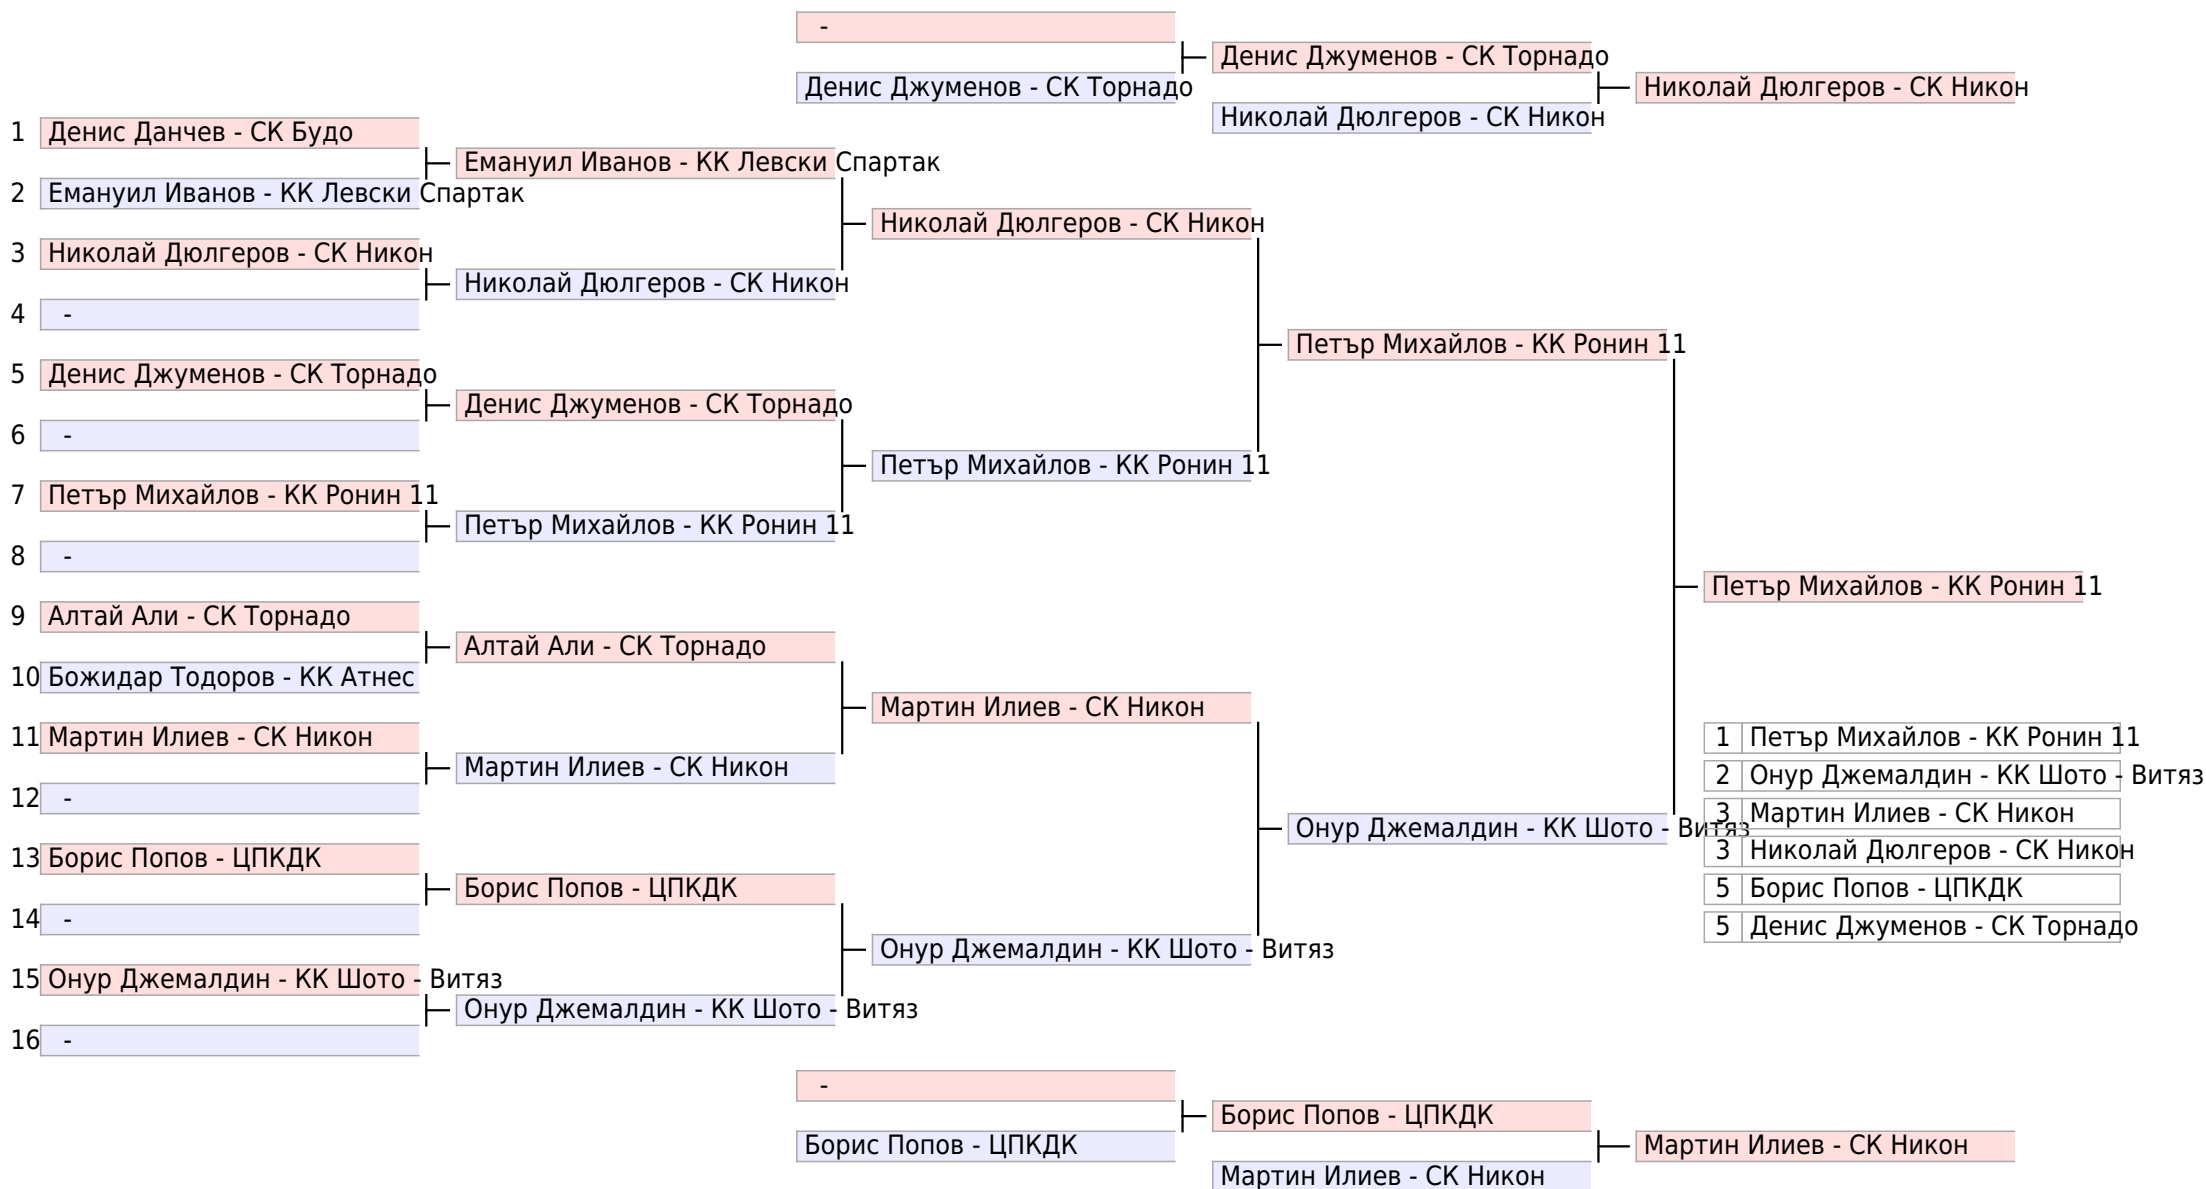 -
Денис Джуменов - СК Торнадо
Денис Джуменов - СК Торнадо
Николай Дюлгеров - СК Никон
Николай Дюлгеров - СК Никон
1 Денис Данчев - СК Будо
Емануил Иванов - КК Левски Спартак
2 Емануил Иванов - КК Левски Спартак
Николай Дюлгеров - СК Никон
3 Николай Дюлгеров - СК Никон
Николай Дюлгеров - СК Никон
4 -
Петър Михайлов - КК Ронин 11
5 Денис Джуменов - СК Торнадо
Денис Джуменов - СК Торнадо
6 -
Петър Михайлов - КК Ронин 11
7 Петър Михайлов - КК Ронин 11
Петър Михайлов - КК Ронин 11
8 -
Петър Михайлов - КК Ронин 11
9 Алтай Али - СК Торнадо
Алтай Али - СК Торнадо
10 Божидар Тодоров - КК Атнес
Мартин Илиев - СК Никон
11 Мартин Илиев - СК Никон
Мартин Илиев - СК Никон
12 -
Онур Джемалдин - КК Шото - Витяз
13 Борис Попов - ЦПКДК
Борис Попов - ЦПКДК
14 -
Онур Джемалдин - КК Шото - Витяз
15 Онур Джемалдин - КК Шото - Витяз
Онур Джемалдин - КК Шото - Витяз
16 -
1 Петър Михайлов - КК Ронин 11
2 Онур Джемалдин - КК Шото - Витяз
3 Мартин Илиев - СК Никон
3 Николай Дюлгеров - СК Никон
5 Борис Попов - ЦПКДК
5 Денис Джуменов - СК Торнадо
-
Борис Попов - ЦПКДК
Борис Попов - ЦПКДК
Мартин Илиев - СК Никон
Мартин Илиев - СК Никон